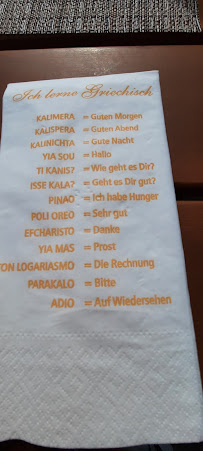 Ich lerne Griechisch
KALIMERA = Guten Morgen
KALISPERA = Guten Abend
KALINICHTA = Gute Nacht
YIA SOU = Hallo
TI KANIS? = Wie geht es Dir?
ISSE KALA? = Geht es Dir gut?
PINAO = Ich habe Hunger
POLI OREO = Sehr gut
EFCHARISTO = Danke
YIA MAS = Prost
TON LOGARIASMO = Die Rechnung
PARAKALO = Bitte
ADIO = Auf Wiedersehen